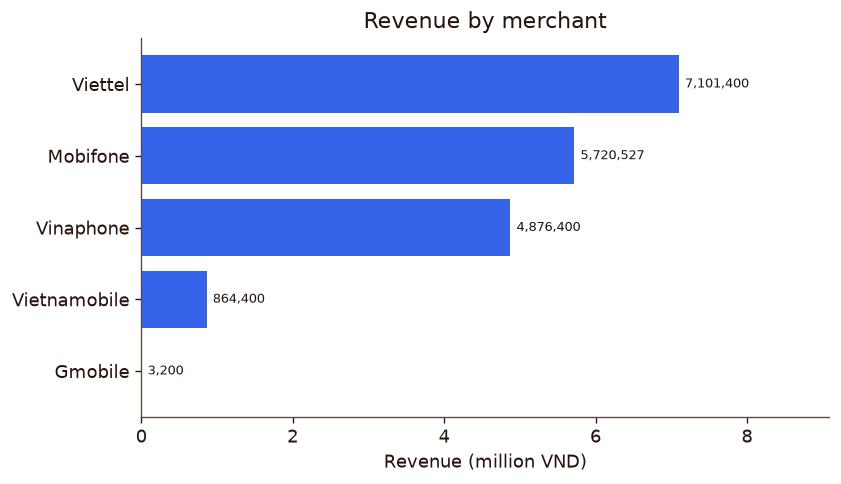 Revenue by merchant
Viettel 7,101,400
Mobifone 5,720,527
Vinaphone 4,876,400
Vietnamobile 864,400
Gmobile 3,200
0 2 4 6 8
Revenue (million VND)